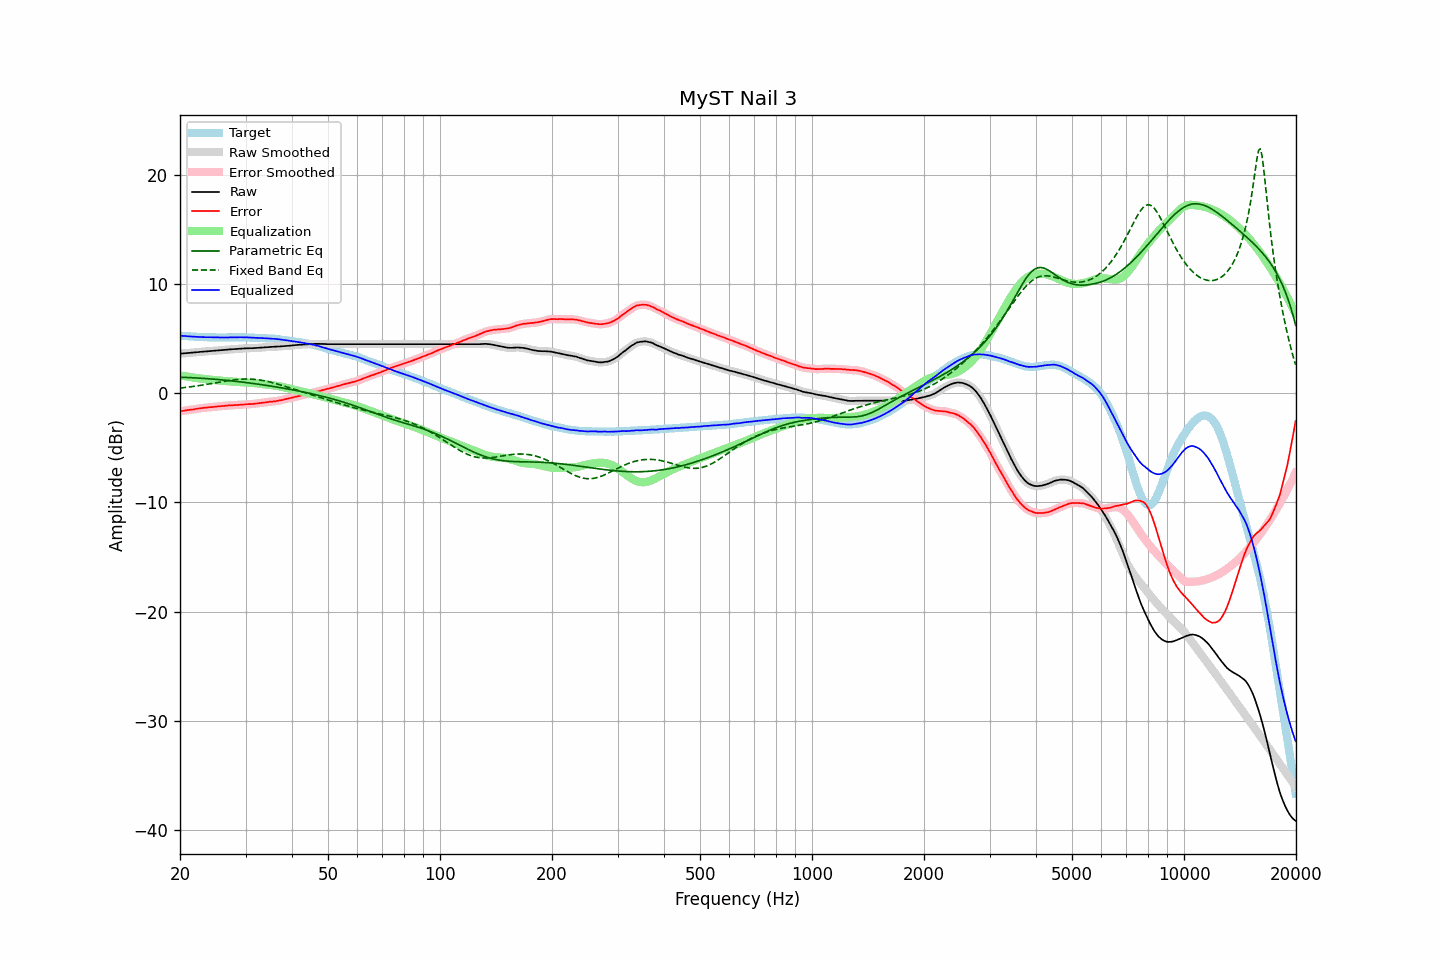 MyST Nail 3
Target
Raw Smoothed
Error Smoothed
Raw
Error
Equalization
Parametric Eq
Fixed Band Eq
Equalized
20
10
0
−10
−20
−30
−40
Amplitude (dBr)
20
50
100
200
500
1000
2000
5000
10000
20000
Frequency (Hz)